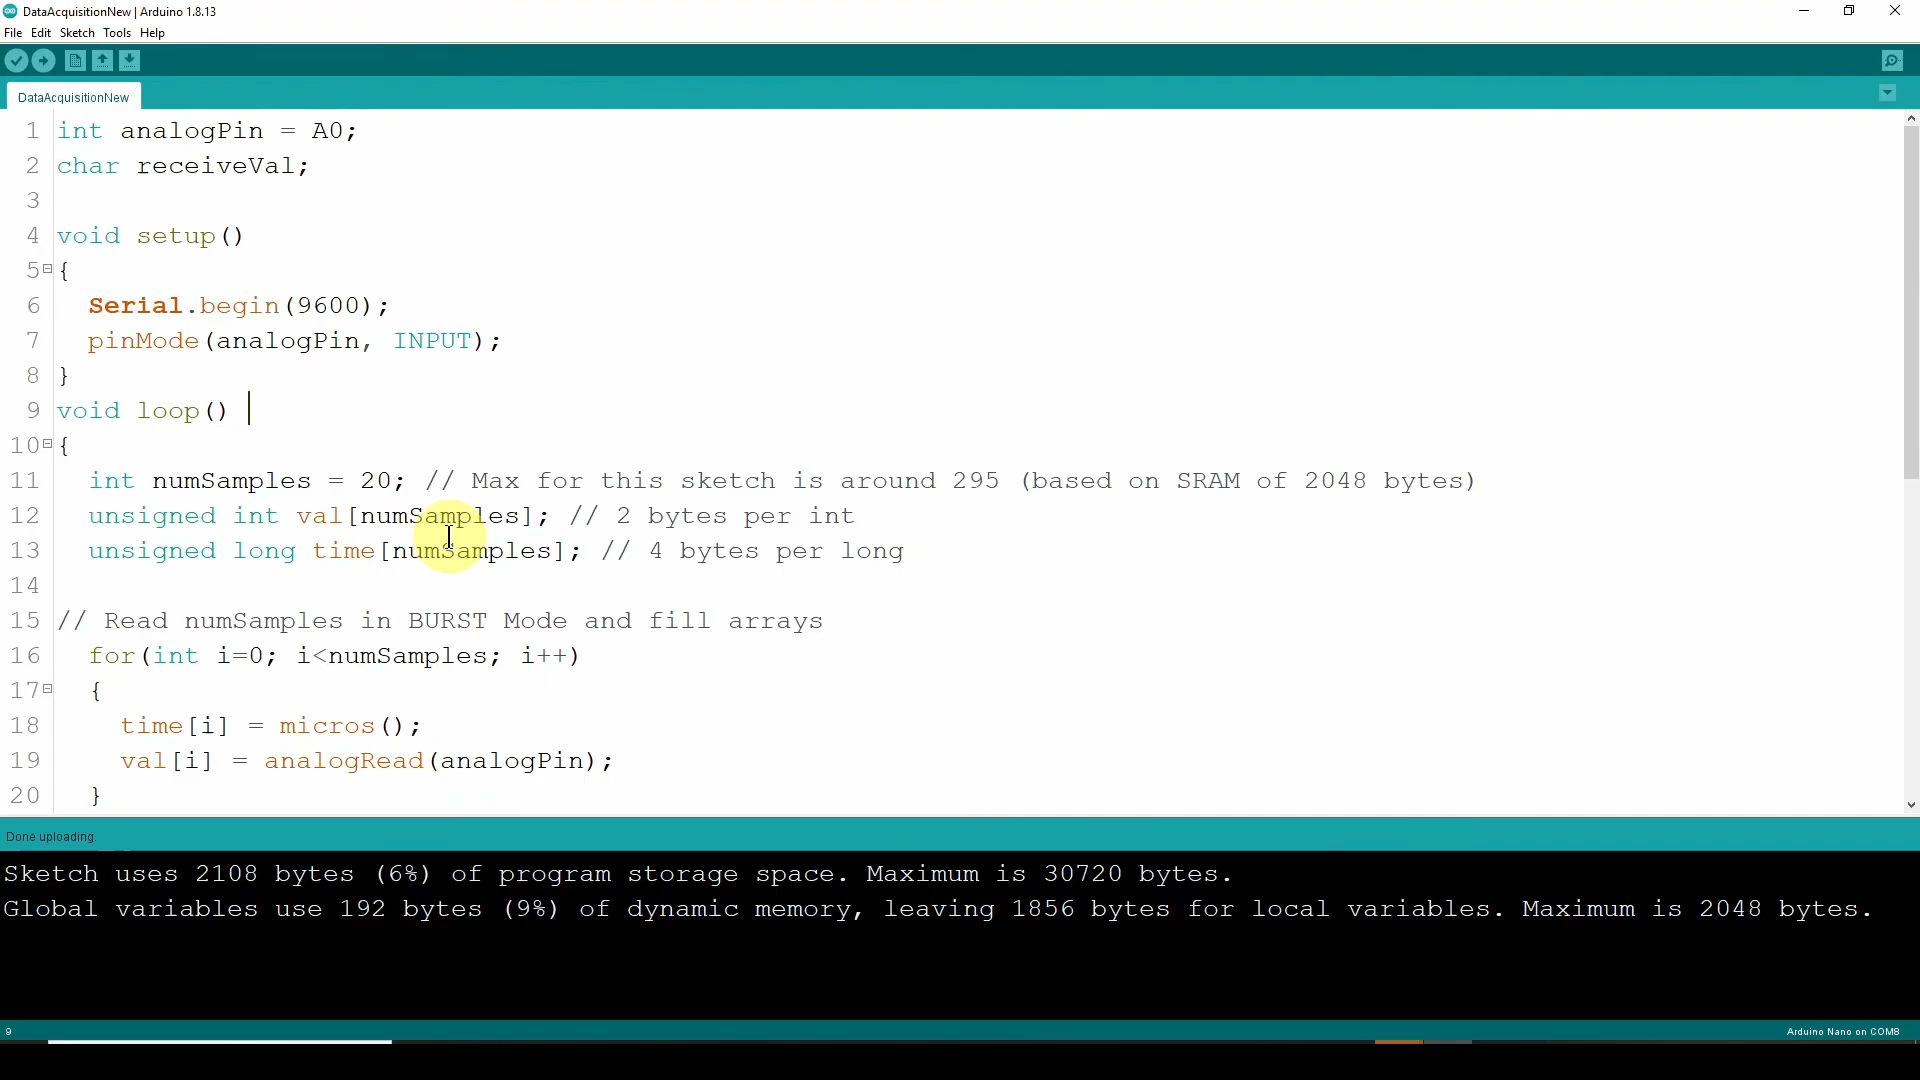 DataAcquisitionNew | Arduino 1.8.13
File Edit Sketch Tools Help
DataAcquisitionNew
1 int analogPin = A0;
2 char receiveVal;
3
4 void setup()
5 {
6 Serial.begin(9600);
7 pinMode(analogPin, INPUT);
8 }
9 void loop()
10 {
11 int numSamples = 20; // Max for this sketch is around 295 (based on SRAM of 2048 bytes)
12 unsigned int val[numSamples]; // 2 bytes per int
13 unsigned long time[numSamples]; // 4 bytes per long
14
15 // Read numSamples in BURST Mode and fill arrays
16 for(int i=0; i<numSamples; i++)
17 {
18 time[i] = micros();
19 val[i] = analogRead(analogPin);
20 }
Done uploading.
Sketch uses 2108 bytes (6%) of program storage space. Maximum is 30720 bytes.
Global variables use 192 bytes (9%) of dynamic memory, leaving 1856 bytes for local variables. Maximum is 2048 bytes.
9 Arduino Nano on COM8